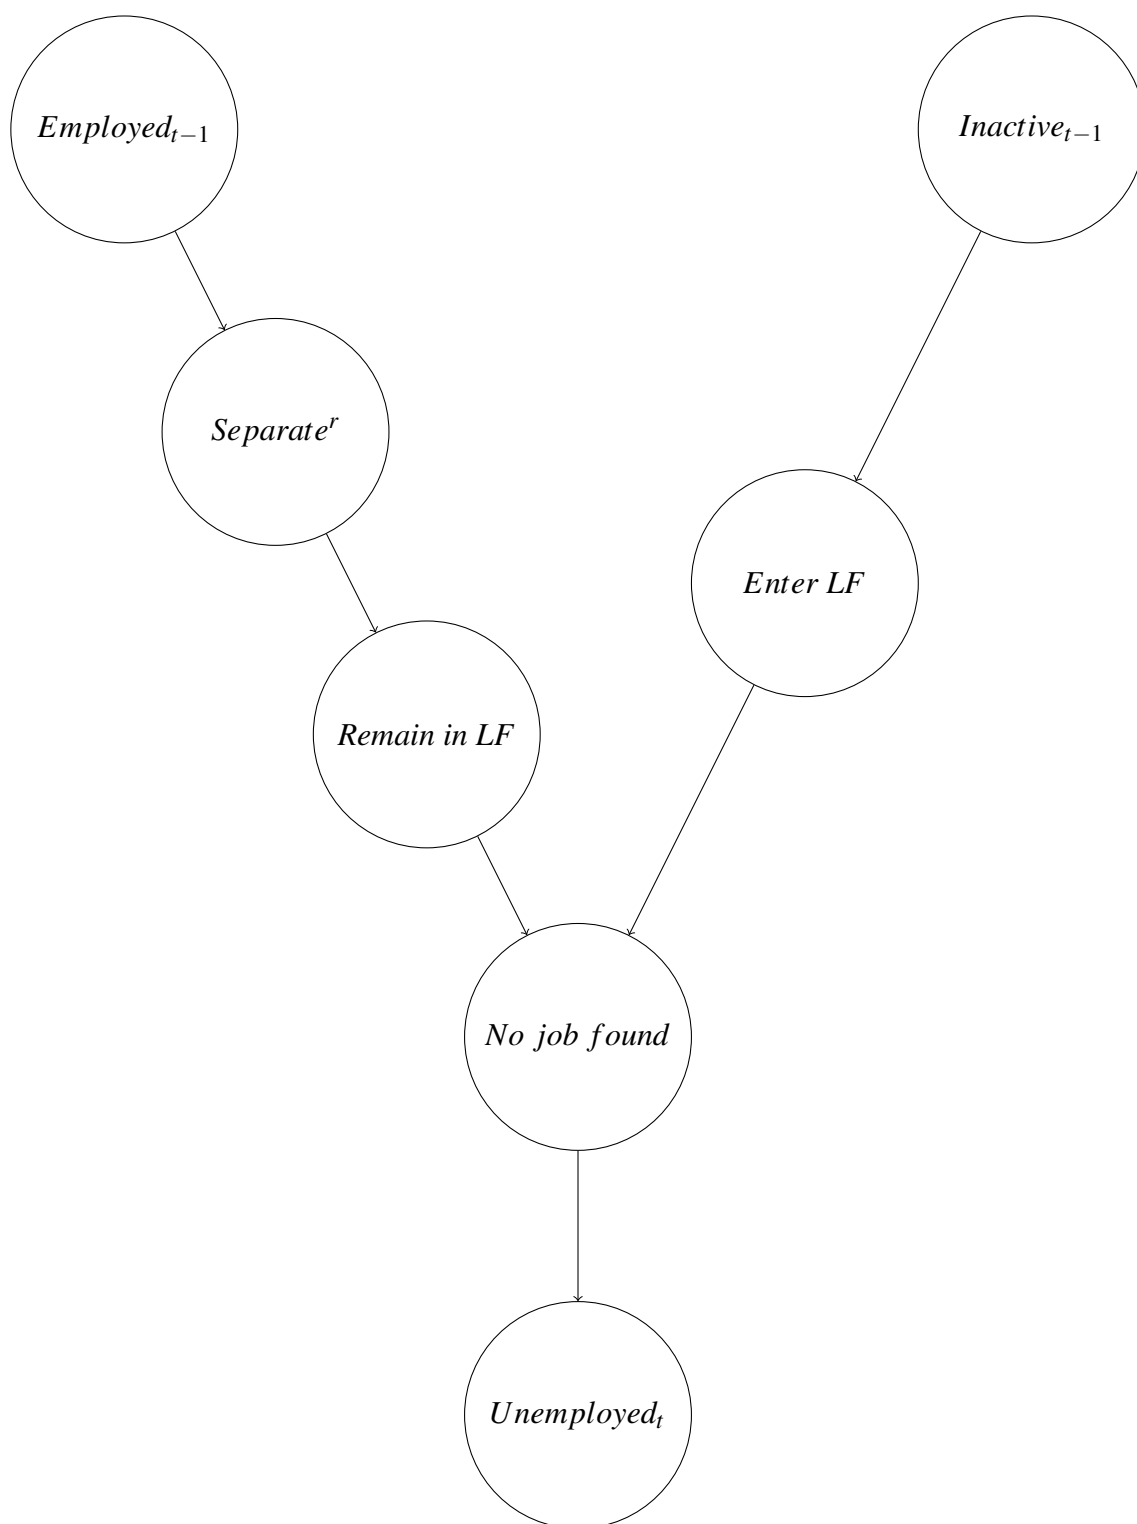 Employed_{t−1}
Inactive_{t−1}
Separate^r
Enter LF
Remain in LF
No job found
Unemployed_t